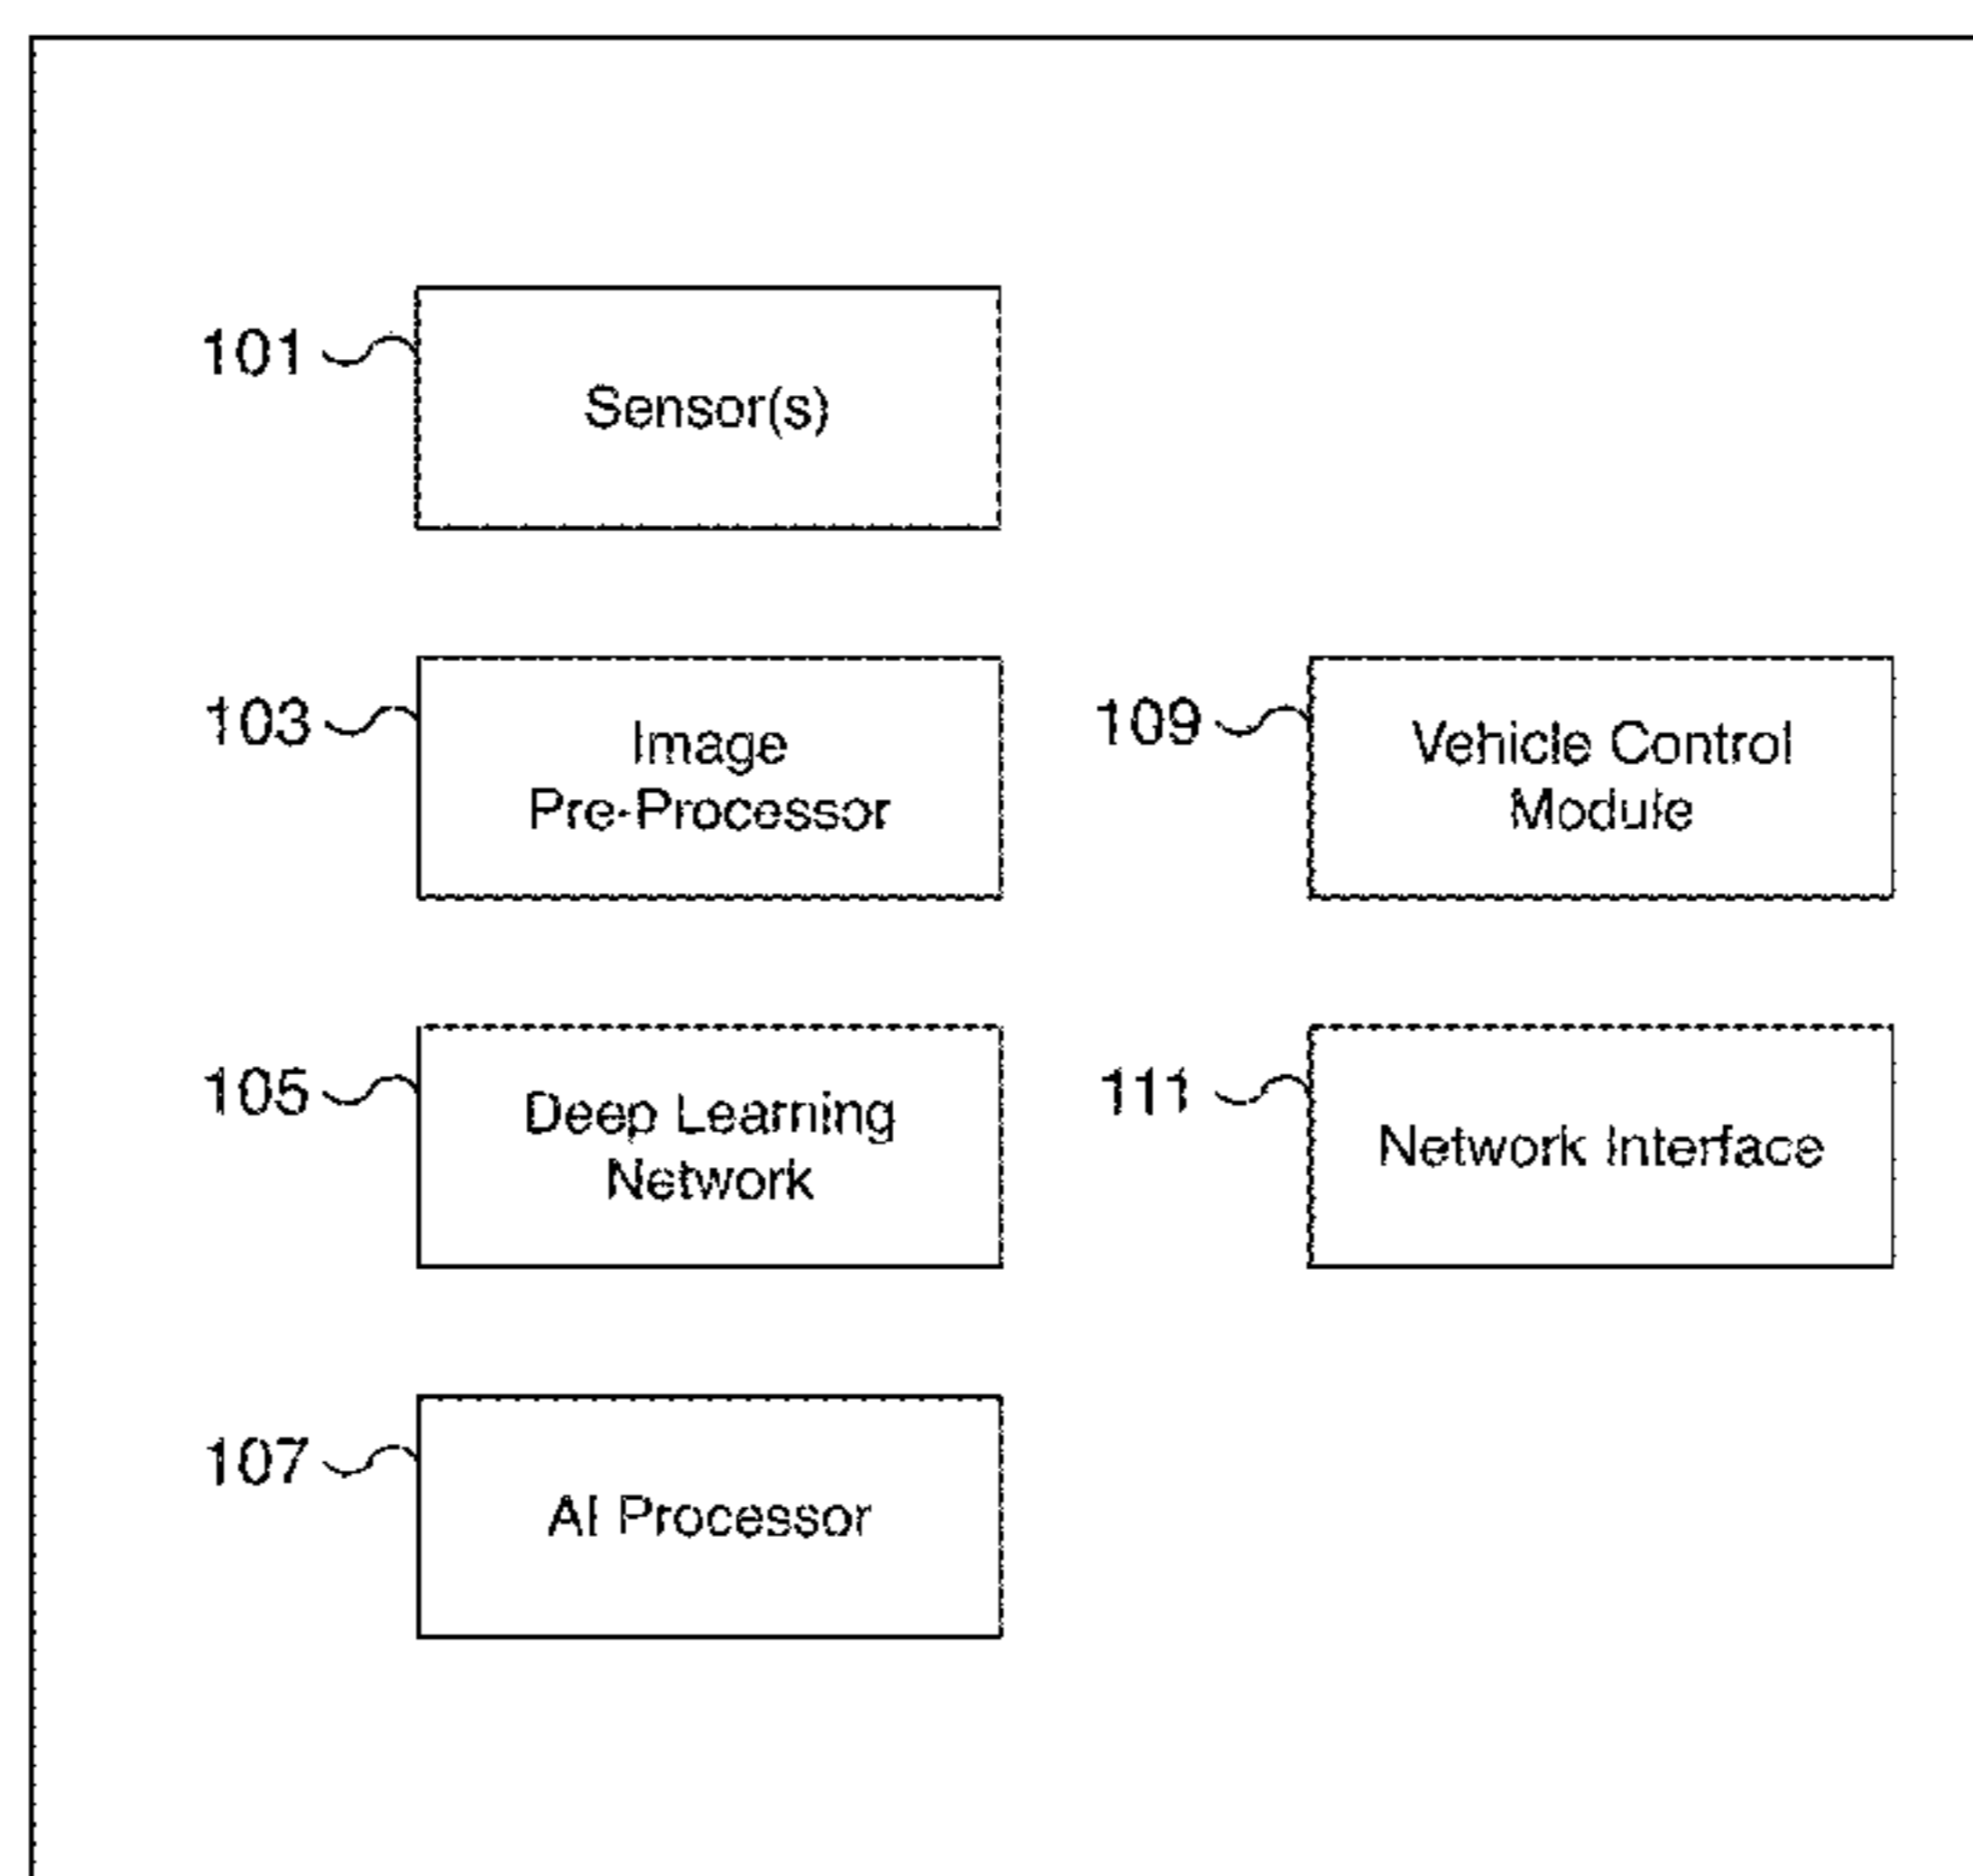 101
Sensor(s)
103
Image
Pre-Processor
109
Vehicle Control
Module
105
Deep Learning
Network
111
Network Interface
107
AI Processor